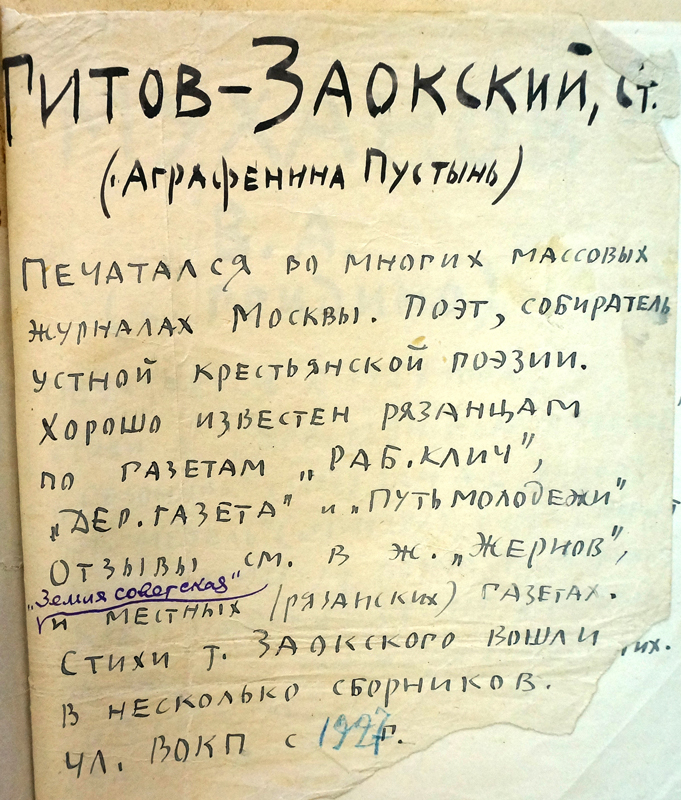 Титов-Заокский, ст.
(Аграфенина Пустынь)
Печатался во многих массовых
журналах Москвы. Поэт, собиратель
устной крестьянской поэзии.
Хорошо известен рязанцам
по газетам „Раб. клич",
„Дер. газета" и „Путь молодежи"
Отзывы см. в ж. „Жернов",
"Земля советская"
и местных (рязанских) газетах.
Стихи т. Заокского вошли
в несколько сборников.
чл. ВОКП с 1927 г.